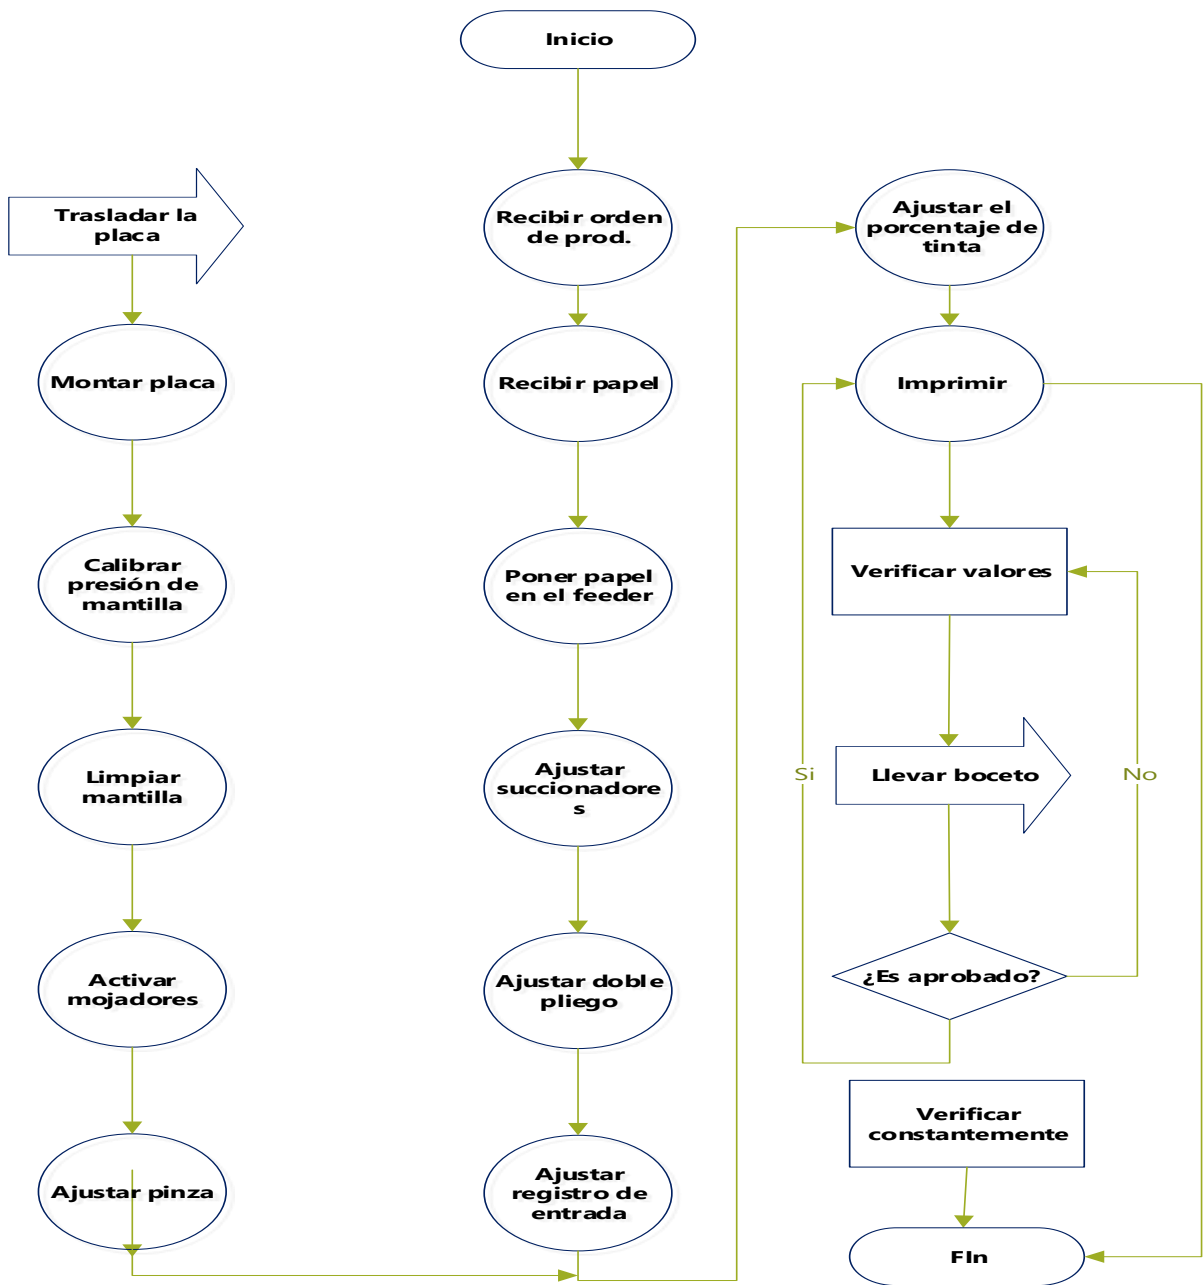 Inicio
Trasladar la
placa
Montar placa
Calibrar
presión de
mantilla
Limpiar
mantilla
Activar
mojadores
Ajustar pinza
Recibir orden
de prod.
Recibir papel
Poner papel
en el feeder
Ajustar
succionadore
s
Ajustar doble
pliego
Ajustar
registro de
entrada
Ajustar el
porcentaje de
tinta
Imprimir
Verificar valores
Llevar boceto
Si
No
¿Es aprobado?
Verificar
constantemente
FIn